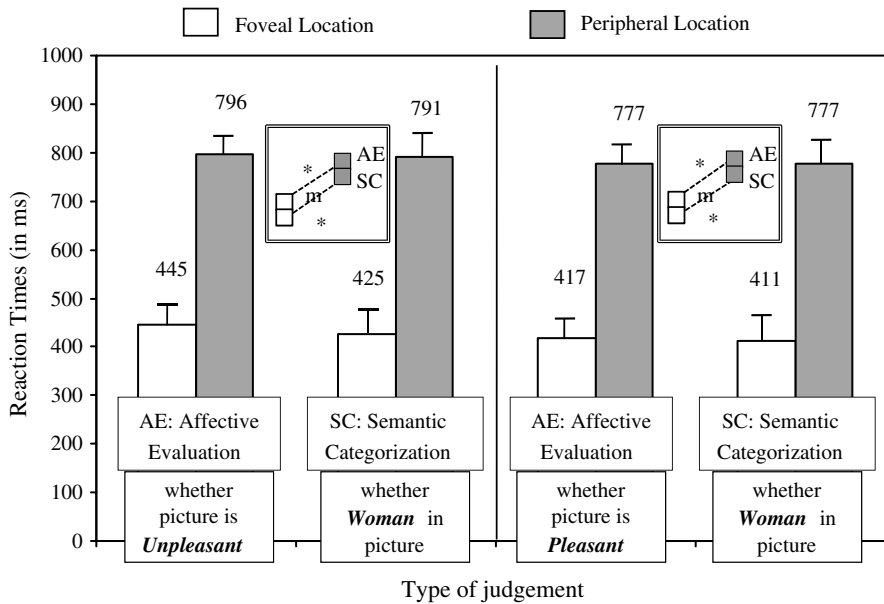 Foveal Location
Peripheral Location
Reaction Times (in ms)
1000
900
800
700
600
500
400
300
200
100
0
796
791
777
777
445
425
417
411
AE
SC
*
m
*
AE
SC
*
m
*
AE: Affective
Evaluation
SC: Semantic
Categorization
AE: Affective
Evaluation
SC: Semantic
Categorization
whether
picture is
Unpleasant
whether
Woman in
picture
whether
picture is
Pleasant
whether
Woman in
picture
Type of judgement